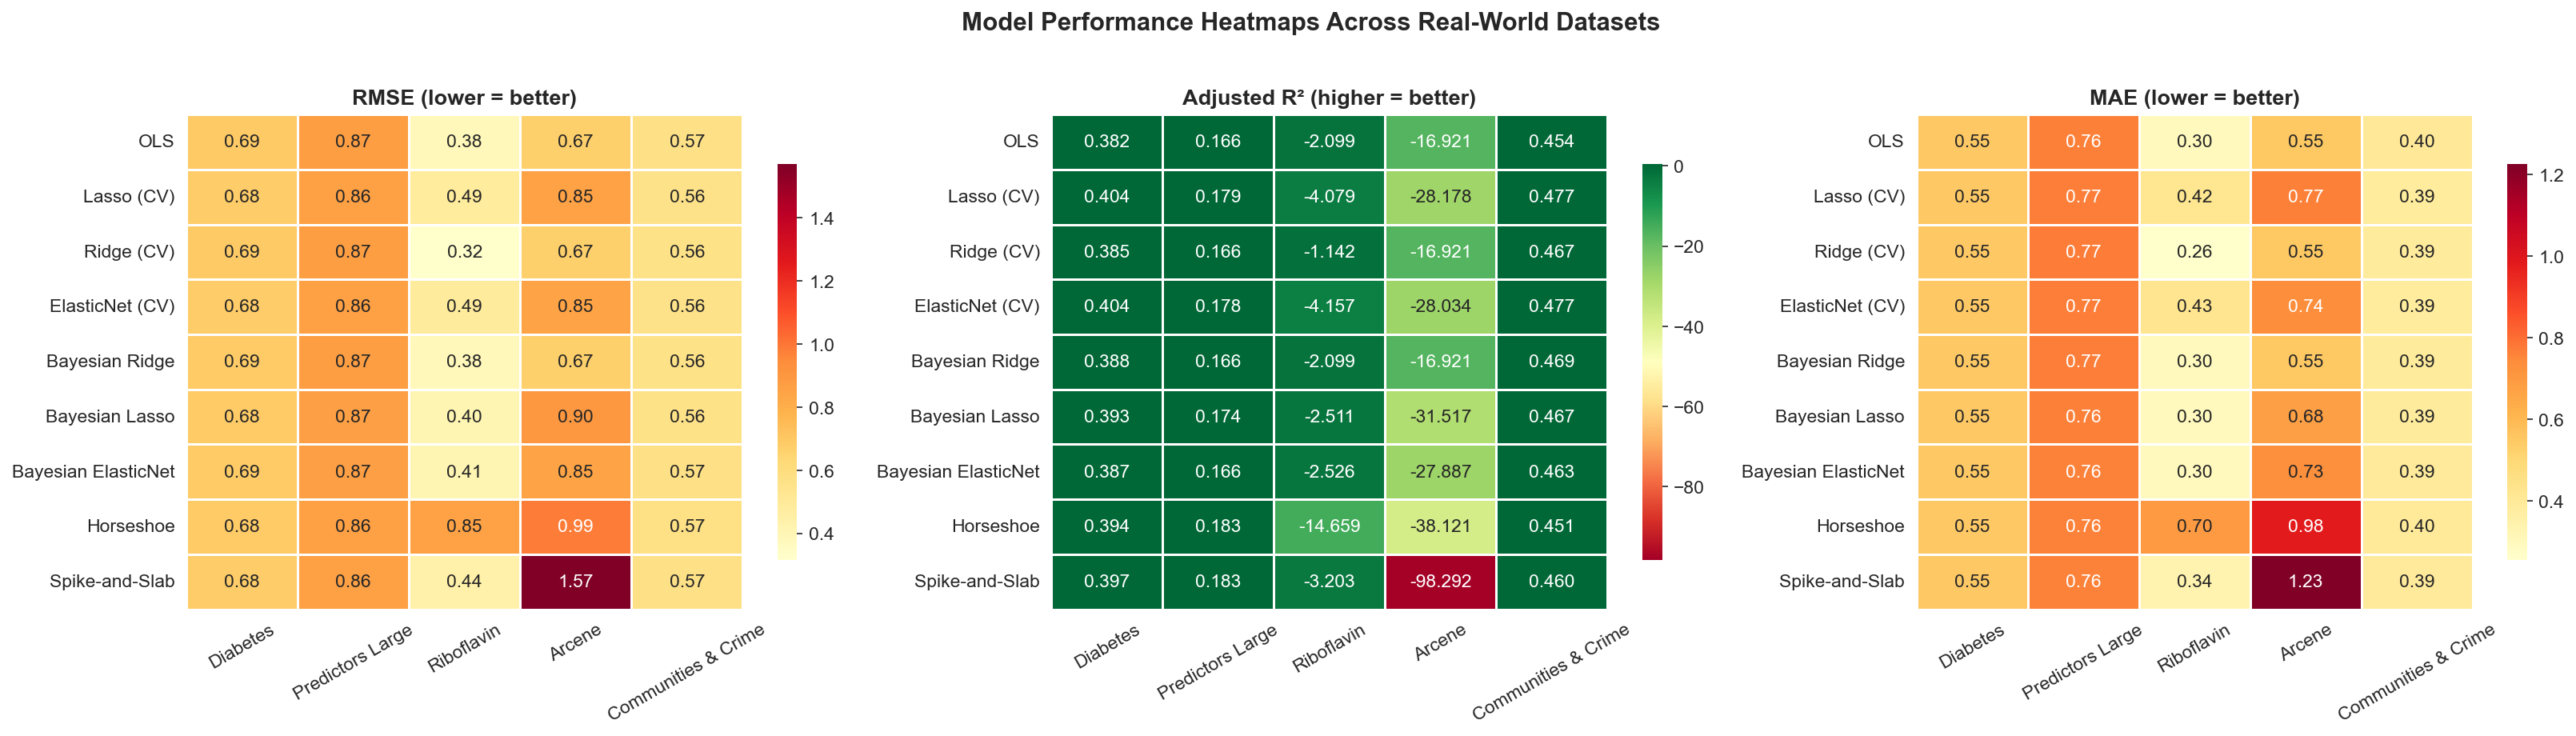 Model Performance Heatmaps Across Real-World Datasets
RMSE (lower = better)
OLS 0.69 0.87 0.38 0.67 0.57
Lasso (CV) 0.68 0.86 0.49 0.85 0.56
Ridge (CV) 0.69 0.87 0.32 0.67 0.56
ElasticNet (CV) 0.68 0.86 0.49 0.85 0.56
Bayesian Ridge 0.69 0.87 0.38 0.67 0.56
Bayesian Lasso 0.68 0.87 0.40 0.90 0.56
Bayesian ElasticNet 0.69 0.87 0.41 0.85 0.57
Horseshoe 0.68 0.86 0.85 0.99 0.57
Spike-and-Slab 0.68 0.86 0.44 1.57 0.57
Diabetes Predictors Large Riboflavin Arcene Communities & Crime
1.4
1.2
1.0
0.8
0.6
0.4
Adjusted R² (higher = better)
OLS 0.382 0.166 -2.099 -16.921 0.454
Lasso (CV) 0.404 0.179 -4.079 -28.178 0.477
Ridge (CV) 0.385 0.166 -1.142 -16.921 0.467
ElasticNet (CV) 0.404 0.178 -4.157 -28.034 0.477
Bayesian Ridge 0.388 0.166 -2.099 -16.921 0.469
Bayesian Lasso 0.393 0.174 -2.511 -31.517 0.467
Bayesian ElasticNet 0.387 0.166 -2.526 -27.887 0.463
Horseshoe 0.394 0.183 -14.659 -38.121 0.451
Spike-and-Slab 0.397 0.183 -3.203 -98.292 0.460
Diabetes Predictors Large Riboflavin Arcene Communities & Crime
0
−20
−40
−60
−80
MAE (lower = better)
OLS 0.55 0.76 0.30 0.55 0.40
Lasso (CV) 0.55 0.77 0.42 0.77 0.39
Ridge (CV) 0.55 0.77 0.26 0.55 0.39
ElasticNet (CV) 0.55 0.77 0.43 0.74 0.39
Bayesian Ridge 0.55 0.77 0.30 0.55 0.39
Bayesian Lasso 0.55 0.76 0.30 0.68 0.39
Bayesian ElasticNet 0.55 0.76 0.30 0.73 0.39
Horseshoe 0.55 0.76 0.70 0.98 0.40
Spike-and-Slab 0.55 0.76 0.34 1.23 0.39
Diabetes Predictors Large Riboflavin Arcene Communities & Crime
1.2
1.0
0.8
0.6
0.4